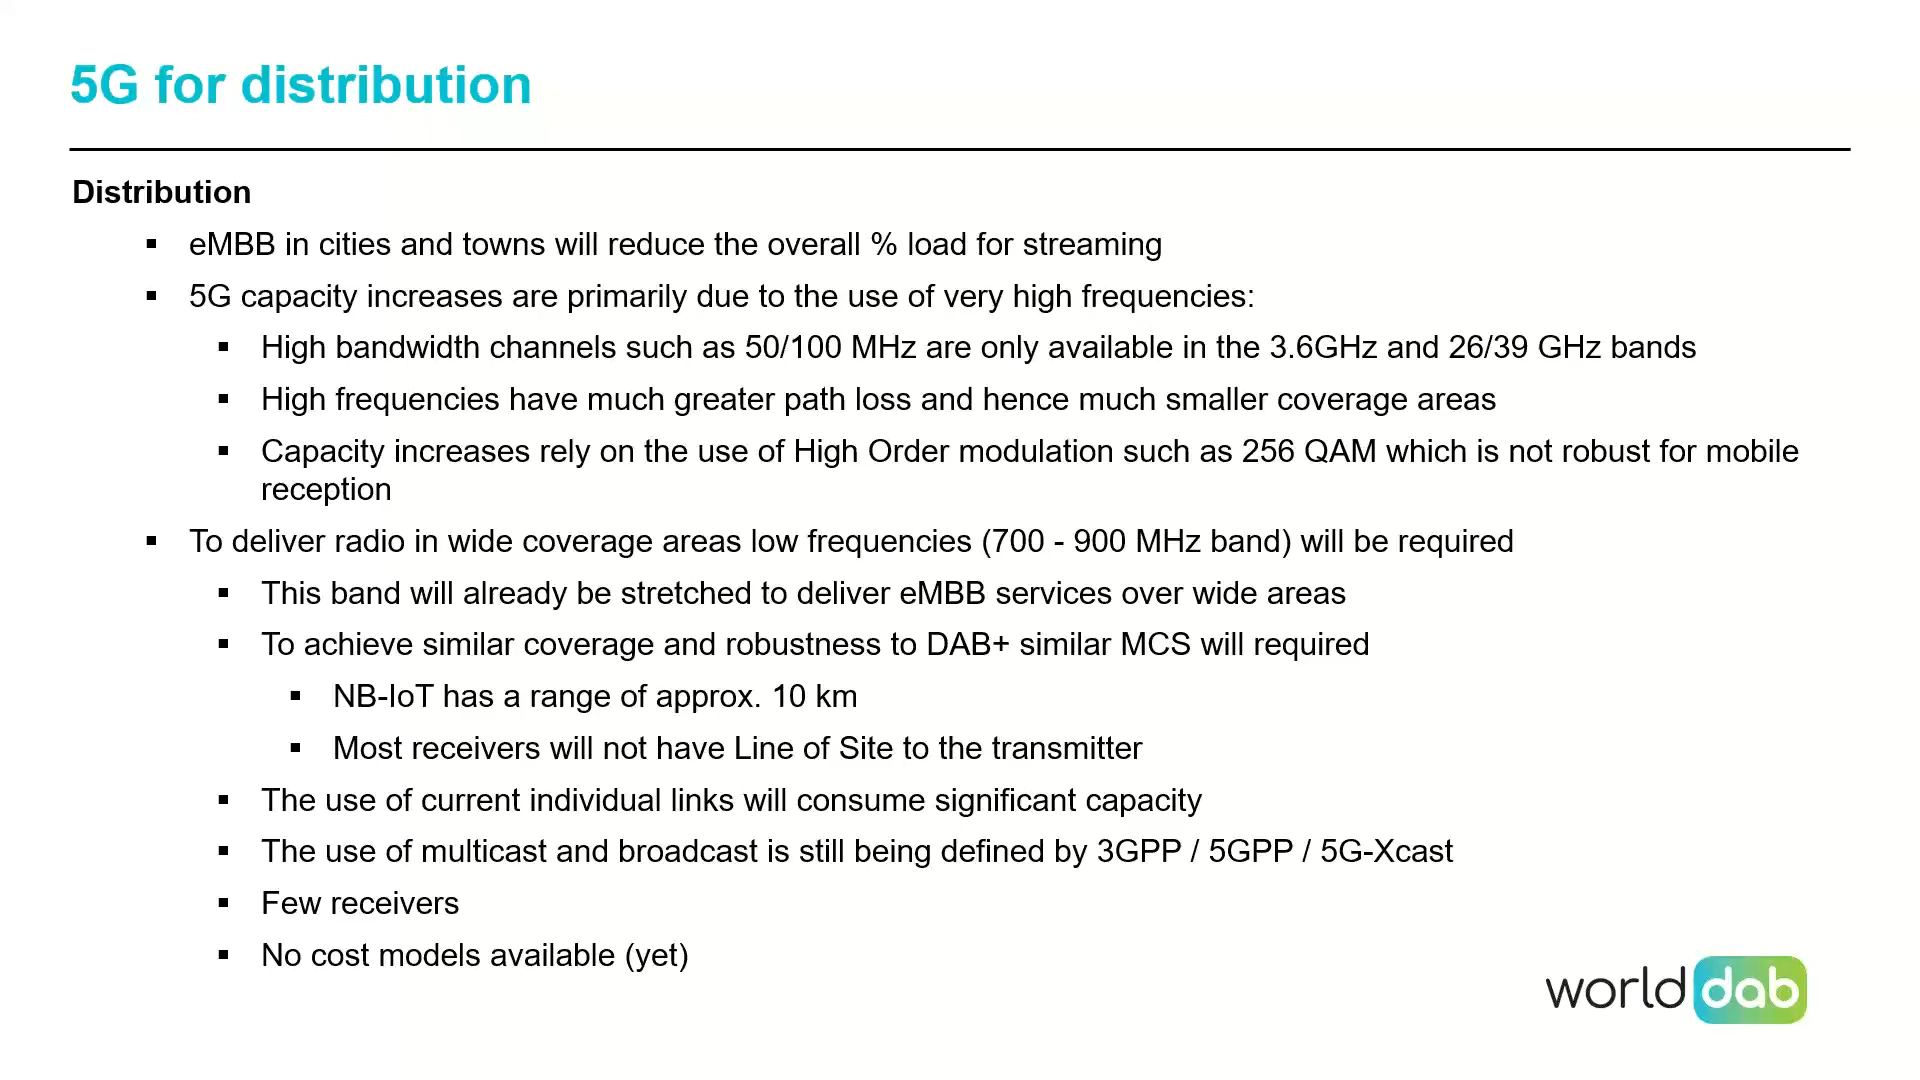 5G for distribution
Distribution
▪ eMBB in cities and towns will reduce the overall % load for streaming
▪ 5G capacity increases are primarily due to the use of very high frequencies:
▪ High bandwidth channels such as 50/100 MHz are only available in the 3.6GHz and 26/39 GHz bands
▪ High frequencies have much greater path loss and hence much smaller coverage areas
▪ Capacity increases rely on the use of High Order modulation such as 256 QAM which is not robust for mobile
reception
▪ To deliver radio in wide coverage areas low frequencies (700 - 900 MHz band) will be required
▪ This band will already be stretched to deliver eMBB services over wide areas
▪ To achieve similar coverage and robustness to DAB+ similar MCS will required
▪ NB-IoT has a range of approx. 10 km
▪ Most receivers will not have Line of Site to the transmitter
▪ The use of current individual links will consume significant capacity
▪ The use of multicast and broadcast is still being defined by 3GPP / 5GPP / 5G-Xcast
▪ Few receivers
▪ No cost models available (yet)
world dab